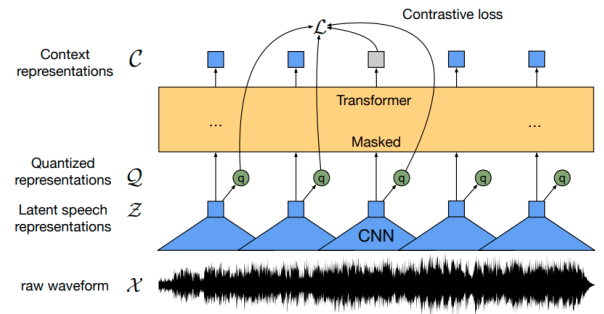 Contrastive loss
ℒ
Context
representations 𝒞
Transformer
... ...
Masked
Quantized
representations 𝒬
q q q q q
Latent speech
representations 𝒵
CNN
raw waveform 𝒳